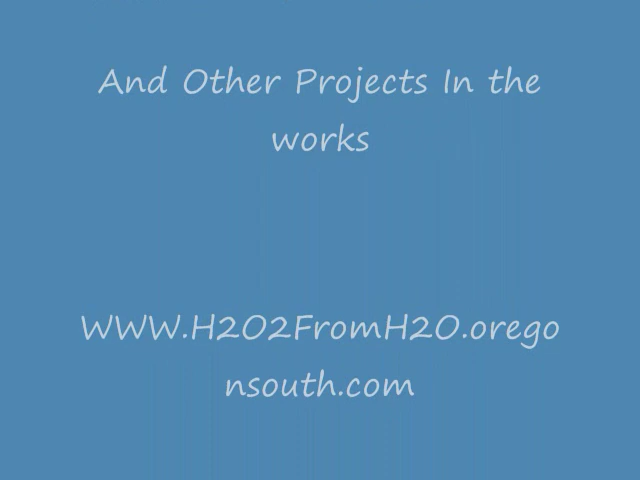 And Other Projects In the
works
WWW.H2O2FromH2O.orego
nsouth.com